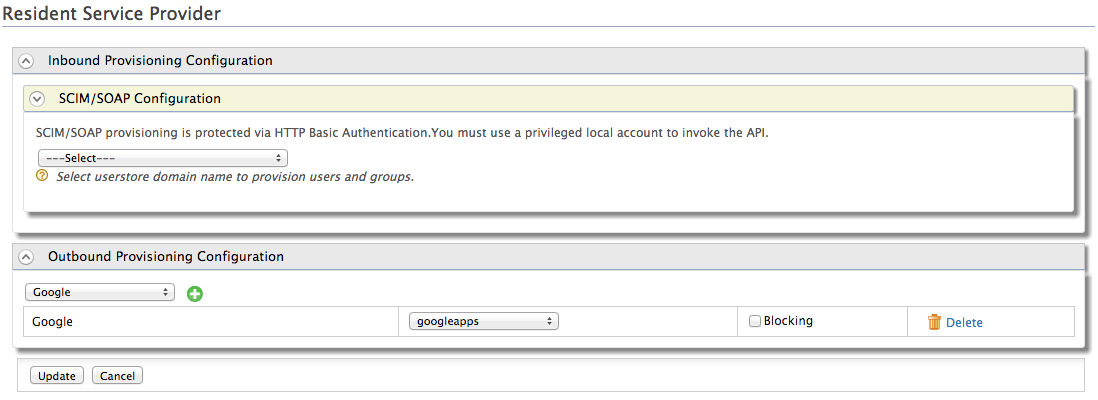 Resident Service Provider
Inbound Provisioning Configuration
SCIM/SOAP Configuration
SCIM/SOAP provisioning is protected via HTTP Basic Authentication.You must use a privileged local account to invoke the API.
---Select---
Select userstore domain name to provision users and groups.
Outbound Provisioning Configuration
Google
Google googleapps Blocking Delete
Update Cancel